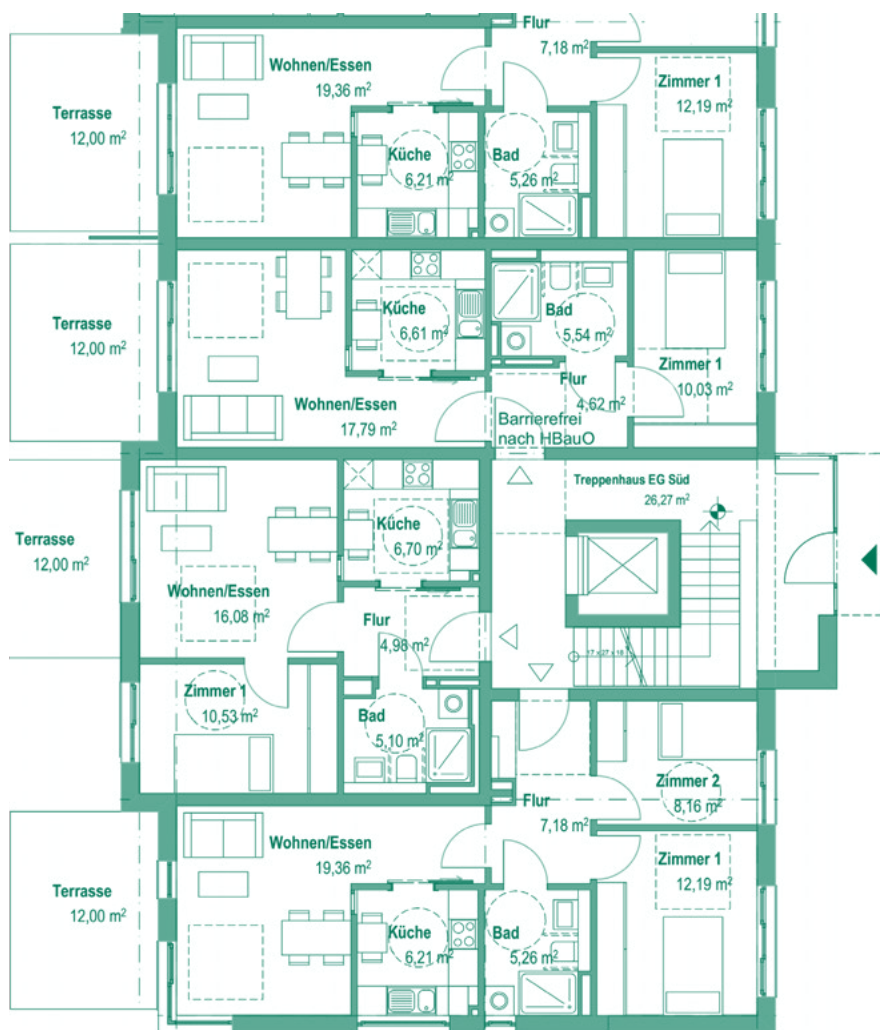 Flur
7,18 m²
Wohnen/Essen
19,36 m²
Zimmer 1
12,19 m²
Terrasse
12,00 m²
Küche
6,21 m²
Bad
5,26 m²
Terrasse
12,00 m²
Küche
6,61 m²
Bad
5,54 m²
Zimmer 1
10,03 m²
Flur
4,62 m²
Wohnen/Essen
17,79 m²
Barrierefrei
nach HBauO
Treppenhaus EG Süd
26,27 m²
Terrasse
12,00 m²
Küche
6,70 m²
Wohnen/Essen
16,08 m²
Flur
4,98 m²
17 x 27 x 18
Zimmer 1
10,53 m²
Bad
5,10 m²
Zimmer 2
8,16 m²
Flur
7,18 m²
Wohnen/Essen
19,36 m²
Zimmer 1
12,19 m²
Terrasse
12,00 m²
Küche
6,21 m²
Bad
5,26 m²